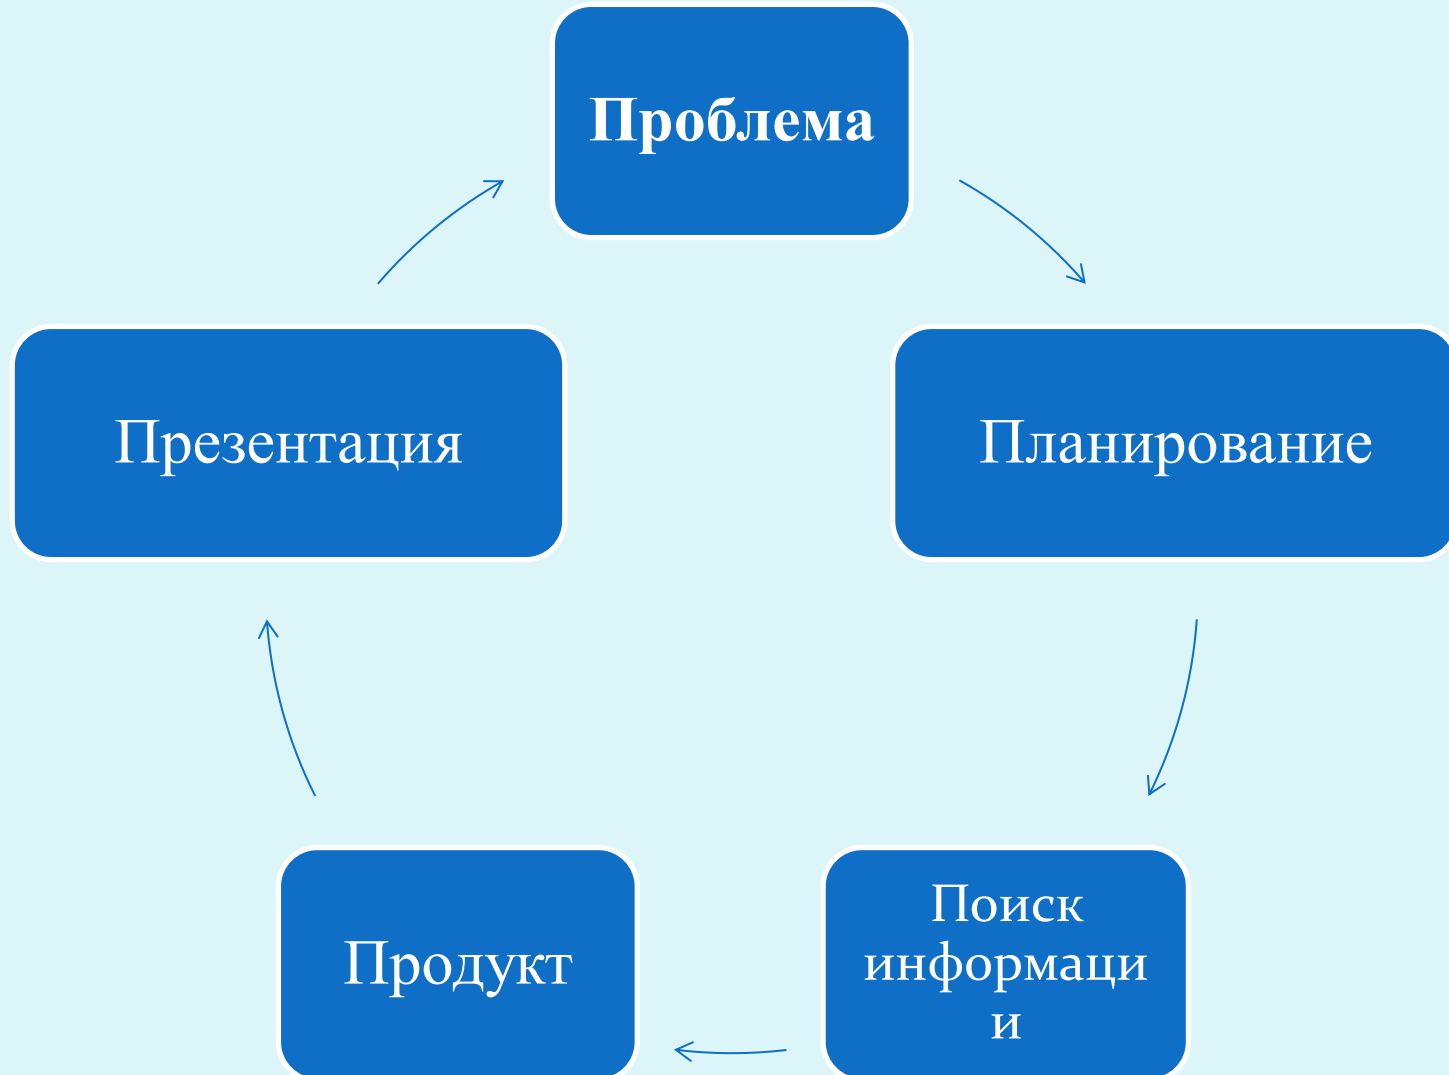 Проблема
Презентация
Планирование
Продукт
Поиск
информаци
и